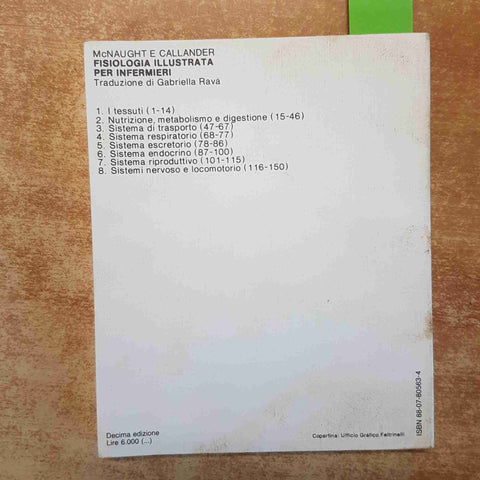 McNAUGHT E CALLANDER
FISIOLOGIA ILLUSTRATA
PER INFERMIERI
Traduzione di Gabriella Ravà
1. I tessuti (1-14)
2. Nutrizione, metabolismo e digestione (15-46)
3. Sistema di trasporto (47-67)
4. Sistema respiratorio (68-77)
5. Sistema escretorio (78-86)
6. Sistema endocrino (87-100)
7. Sistema riproduttivo (101-115)
8. Sistemi nervoso e locomotorio (116-150)
Decima edizione
Lire 6.000 (...)
Copertina: Ufficio Grafico Feltrinelli
ISBN 88-07-60563-4